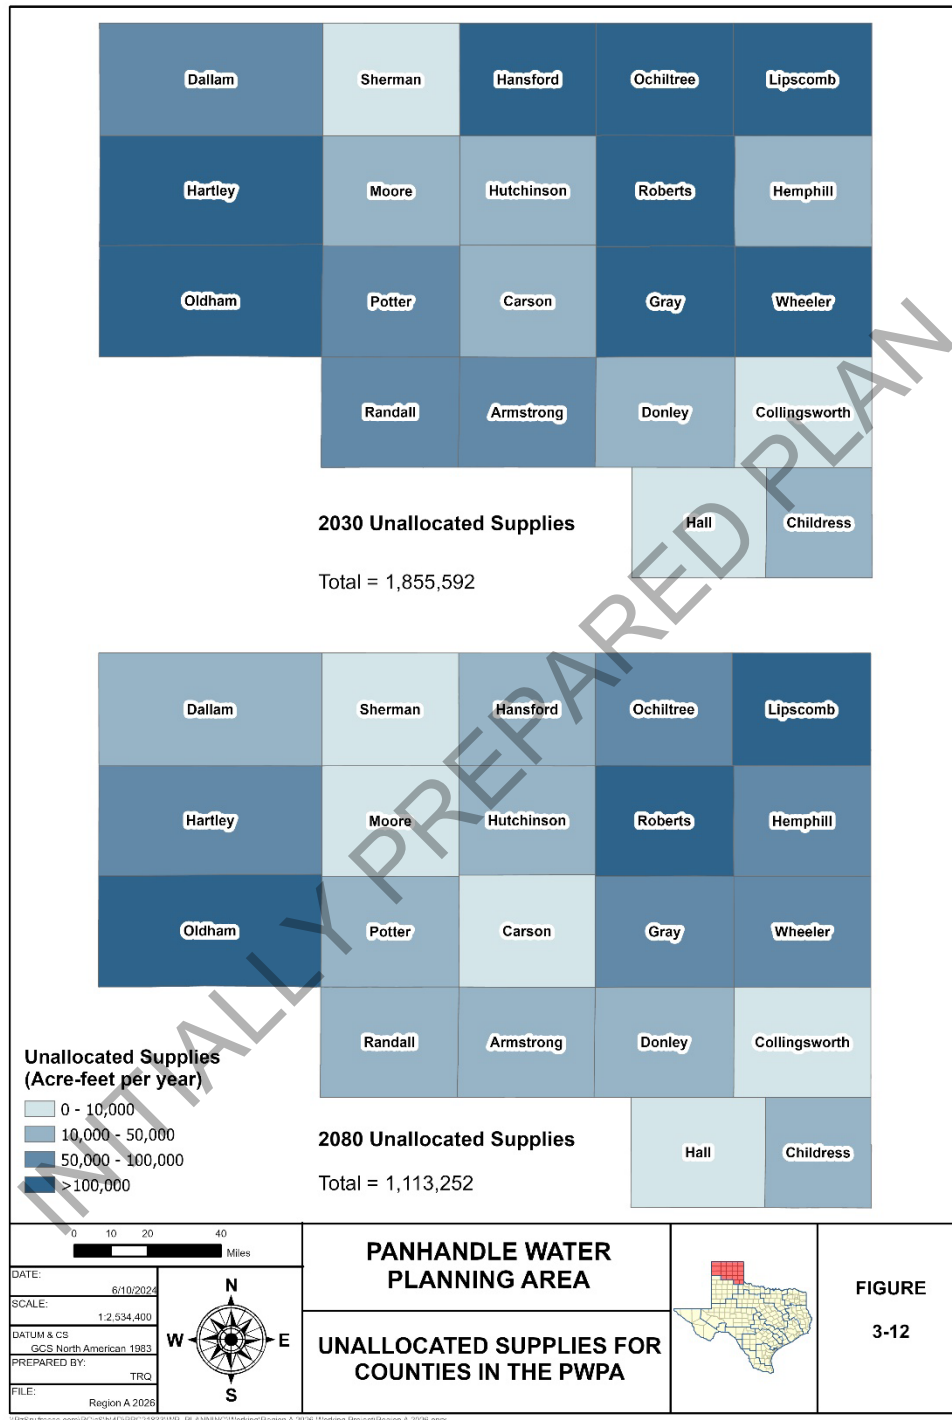 Dallam
Sherman
Hansford
Ochiltree
Lipscomb
Hartley
Moore
Hutchinson
Roberts
Hemphill
Oldham
Potter
Carson
Gray
Wheeler
Randall
Armstrong
Donley
Collingsworth
Hall
Childress
2030 Unallocated Supplies
Total = 1,855,592
INITIALLY PREPARED PLAN
Dallam
Sherman
Hansford
Ochiltree
Lipscomb
Hartley
Moore
Hutchinson
Roberts
Hemphill
Oldham
Potter
Carson
Gray
Wheeler
Randall
Armstrong
Donley
Collingsworth
Hall
Childress
2080 Unallocated Supplies
Total = 1,113,252
Unallocated Supplies
(Acre-feet per year)
0 - 10,000
10,000 - 50,000
50,000 - 100,000
>100,000
0 10 20 40
Miles
DATE:
6/10/2024
SCALE:
1:2,534,400
DATUM & CS
GCS North American 1983
PREPARED BY:
TRQ
FILE:
Region A 2026
N
W
E
S
PANHANDLE WATER
PLANNING AREA
UNALLOCATED SUPPLIES FOR
COUNTIES IN THE PWPA
FIGURE
3-12